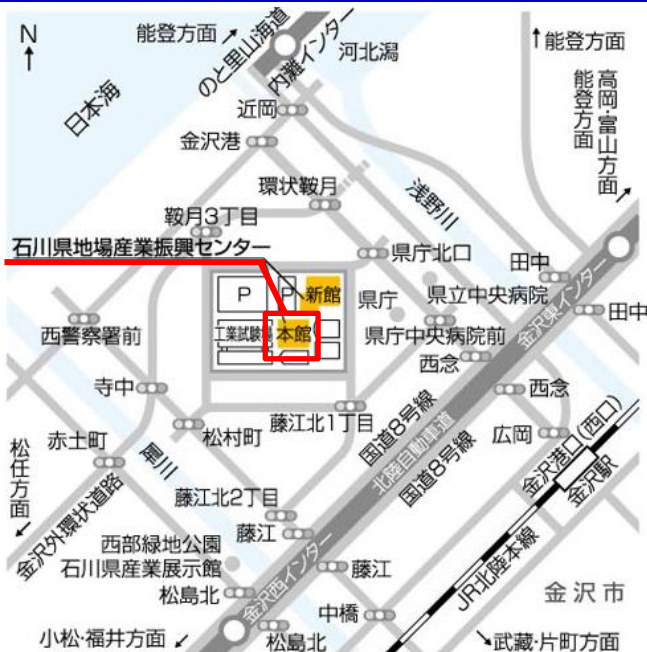 N
能登方面
のと里山海道
内灘インター
河北潟
能登方面
高岡・富山方面
能登方面
日本海
近岡
金沢港
環状鞍月
浅野川
鞍月3丁目
石川県地場産業振興センター
県庁北口
田中
P
P
新館
県庁
県立中央病院
金沢東インター
田中
西警察署前
工業試験場
本館
県庁中央病院前
西念
寺中
西念
藤江北1丁目
国道8号線
北陸自動車道
国道8号線
広岡
金沢港口(西口)
金沢駅
松任方面
赤土町
松村町
犀川
金沢外環状道路
藤江北2丁目
藤江
西部緑地公園
石川県産業展示館
藤江
JR北陸本線
金沢市
松島北
金沢西インター
中橋
小松・福井方面
松島北
武蔵・片町方面